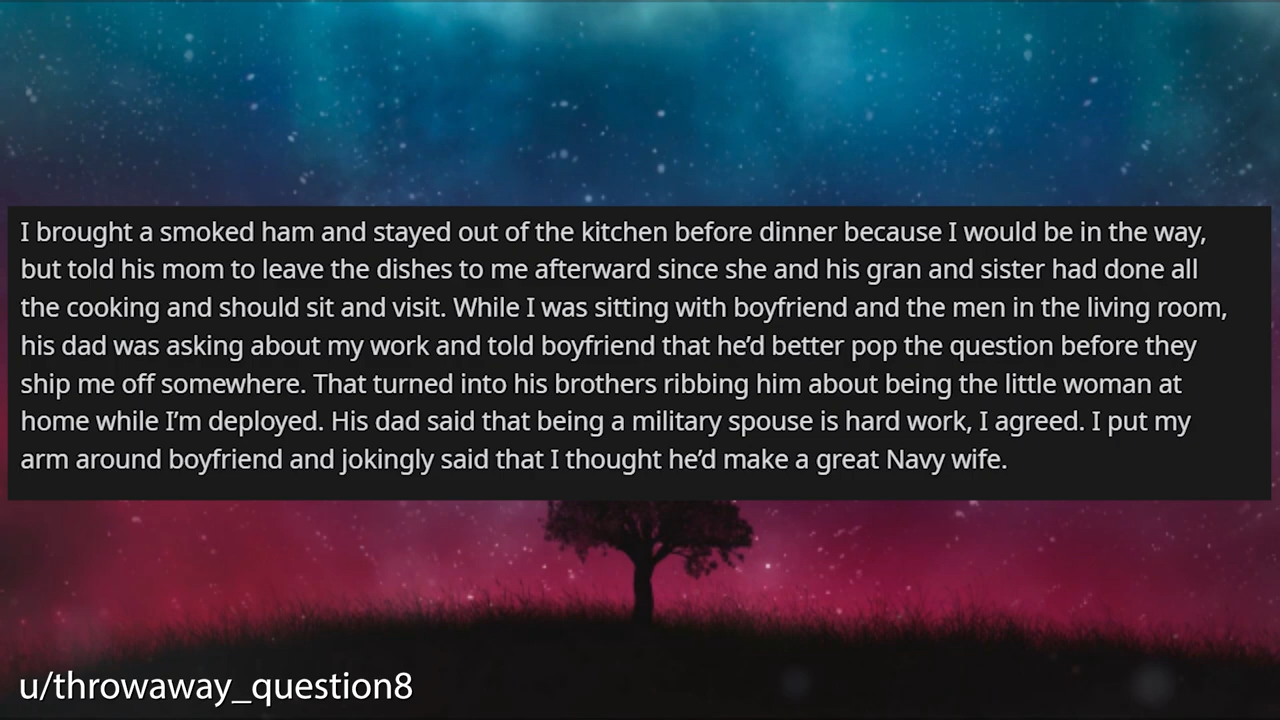 I brought a smoked ham and stayed out of the kitchen before dinner because I would be in the way,
but told his mom to leave the dishes to me afterward since she and his gran and sister had done all
the cooking and should sit and visit. While I was sitting with boyfriend and the men in the living room,
his dad was asking about my work and told boyfriend that he’d better pop the question before they
ship me off somewhere. That turned into his brothers ribbing him about being the little woman at
home while I’m deployed. His dad said that being a military spouse is hard work, I agreed. I put my
arm around boyfriend and jokingly said that I thought he’d make a great Navy wife.
u/throwaway_question8